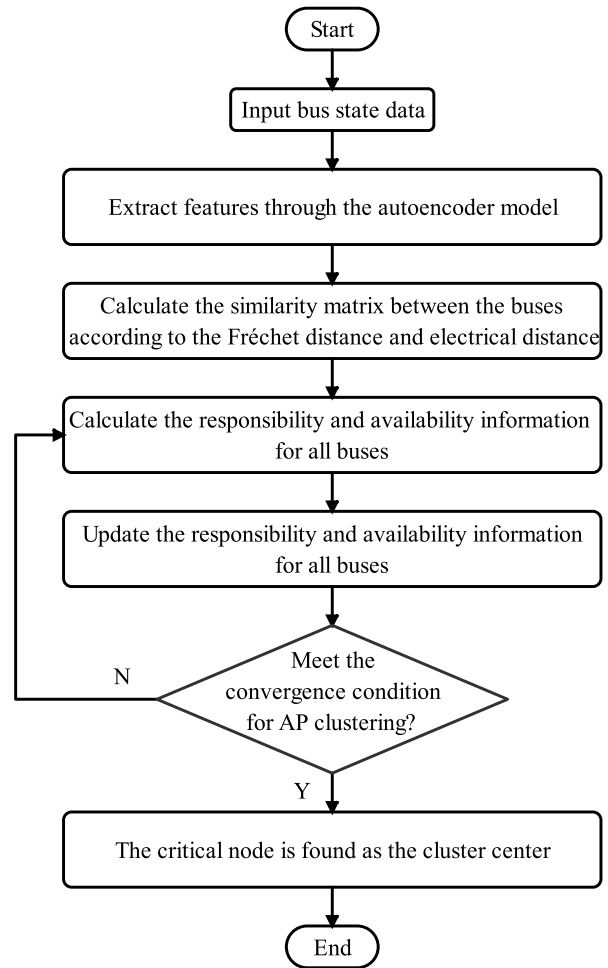 Start
Input bus state data
Extract features through the autoencoder model
Calculate the similarity matrix between the buses
according to the Fréchet distance and electrical distance
Calculate the responsibility and availability information
for all buses
Update the responsibility and availability information
for all buses
Meet the
convergence condition
for AP clustering?
N
Y
The critical node is found as the cluster center
End